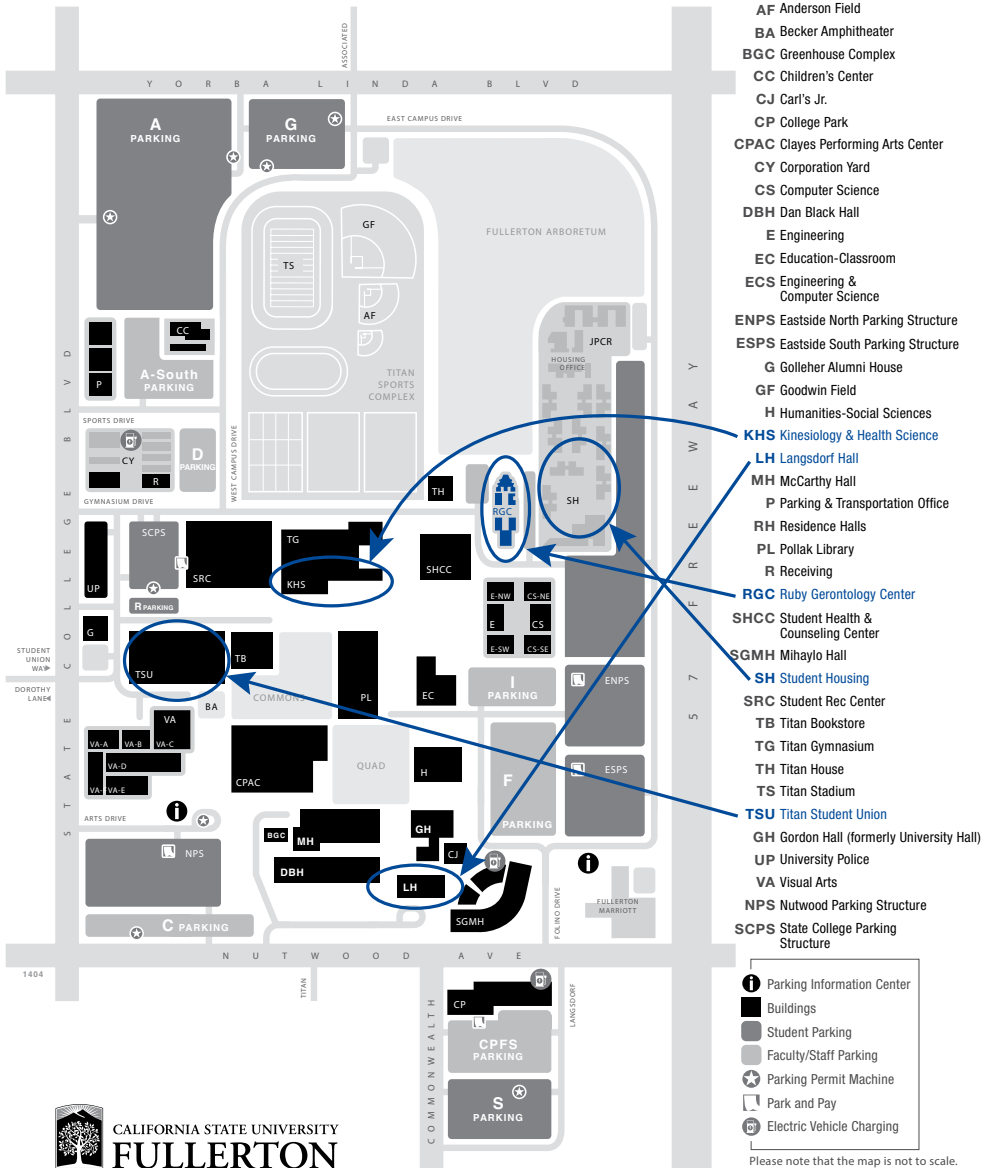 ASSOCIATED
YORBA LINDA BLVD
A
PARKING
G
PARKING
EAST CAMPUS DRIVE
GF
TS
FULLERTON ARBORETUM
AF
CC
JPCR
HOUSING
OFFICE
A-South
PARKING
P
TITAN
SPORTS
COMPLEX
SPORTS DRIVE
CY
D
PARKING
R
WEST CAMPUS DRIVE
TH
RGC
SH
GYMNASIUM DRIVE
SCPS
TG
UP
SRC
KHS
SHCC
E-NW
CS-NE
R PARKING
E
CS
G
E-SW
CS-SE
STUDENT
UNION
WAY
DOROTHY
LANE
TSU
TB
COMMONS
PL
EC
I
PARKING
ENPS
BA
VA
VA-A
VA-B
VA-C
VA-D
VA-
VA-E
CPAC
QUAD
H
F
PARKING
ESPS
STATE COLLEGE BLVD
57 FREEWAY
ARTS DRIVE
NPS
BGC
MH
GH
CJ
DBH
LH
SGMH
C PARKING
FOLINO DRIVE
FULLERTON
MARRIOTT
NUTWOOD AVE
1404
TITAN
COMMONWEALTH
LANGSDORF
CP
CPFS
PARKING
S
PARKING
CALIFORNIA STATE UNIVERSITY
FULLERTON
AF Anderson Field
BA Becker Amphitheater
BGC Greenhouse Complex
CC Children's Center
CJ Carl's Jr.
CP College Park
CPAC Clayes Performing Arts Center
CY Corporation Yard
CS Computer Science
DBH Dan Black Hall
E Engineering
EC Education-Classroom
ECS Engineering &
Computer Science
ENPS Eastside North Parking Structure
ESPS Eastside South Parking Structure
G Golleher Alumni House
GF Goodwin Field
H Humanities-Social Sciences
KHS Kinesiology & Health Science
LH Langsdorf Hall
MH McCarthy Hall
P Parking & Transportation Office
RH Residence Halls
PL Pollak Library
R Receiving
RGC Ruby Gerontology Center
SHCC Student Health &
Counseling Center
SGMH Mihaylo Hall
SH Student Housing
SRC Student Rec Center
TB Titan Bookstore
TG Titan Gymnasium
TH Titan House
TS Titan Stadium
TSU Titan Student Union
GH Gordon Hall (formerly University Hall)
UP University Police
VA Visual Arts
NPS Nutwood Parking Structure
SCPS State College Parking
Structure
Parking Information Center
Buildings
Student Parking
Faculty/Staff Parking
Parking Permit Machine
Park and Pay
Electric Vehicle Charging
Please note that the map is not to scale.